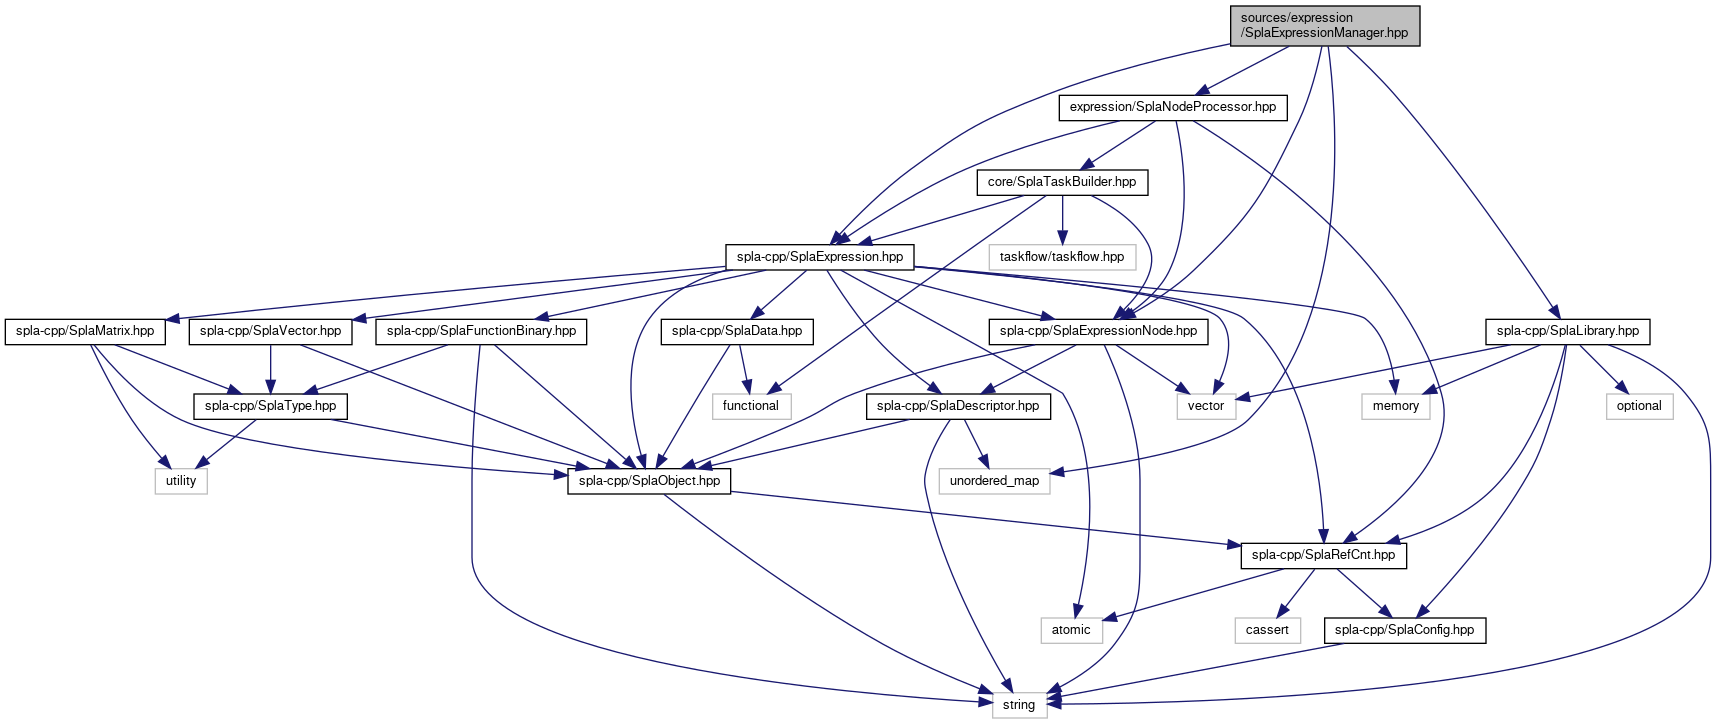 sources/expression
/SplaExpressionManager.hpp
expression/SplaNodeProcessor.hpp
core/SplaTaskBuilder.hpp
spla-cpp/SplaExpression.hpp
taskflow/taskflow.hpp
spla-cpp/SplaMatrix.hpp
spla-cpp/SplaVector.hpp
spla-cpp/SplaFunctionBinary.hpp
spla-cpp/SplaData.hpp
spla-cpp/SplaExpressionNode.hpp
spla-cpp/SplaLibrary.hpp
spla-cpp/SplaType.hpp
functional
spla-cpp/SplaDescriptor.hpp
vector
memory
optional
utility
spla-cpp/SplaObject.hpp
unordered_map
spla-cpp/SplaRefCnt.hpp
atomic
cassert
spla-cpp/SplaConfig.hpp
string